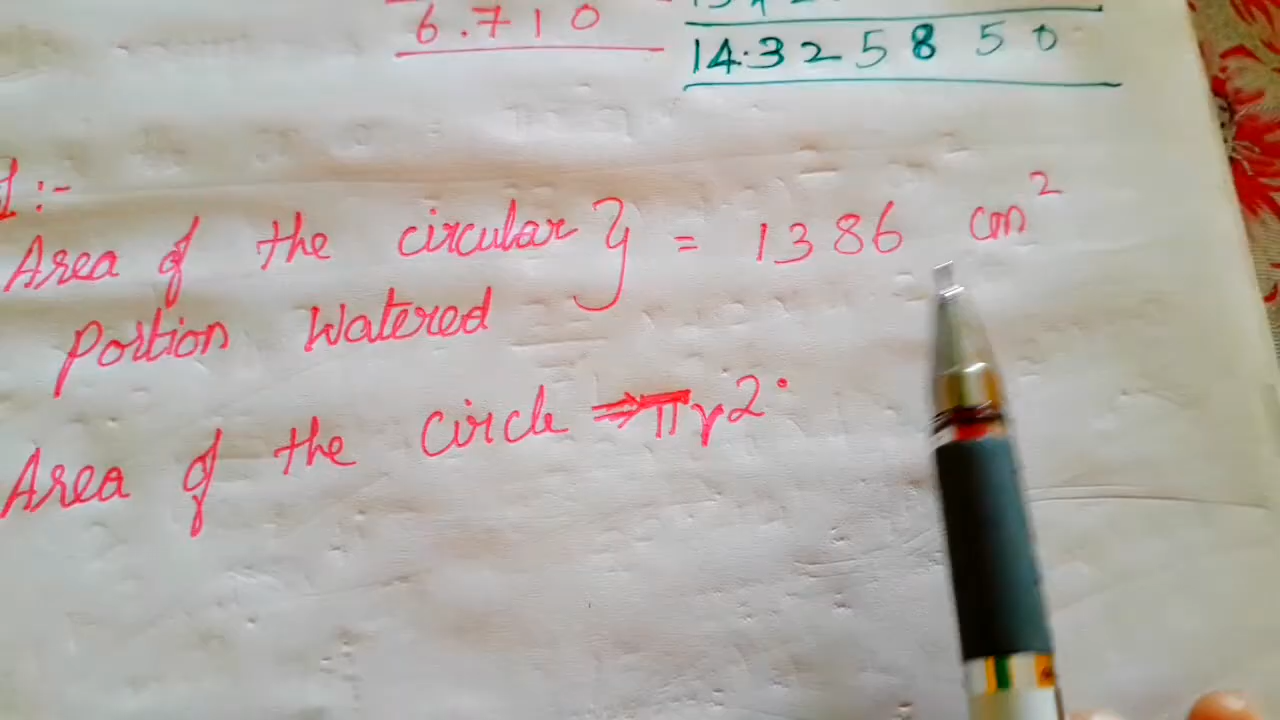 6.710
14.325850
:-
Area of the circular } = 1386 cm²
Portion Watered
Area of the circle ⇒ πr2.